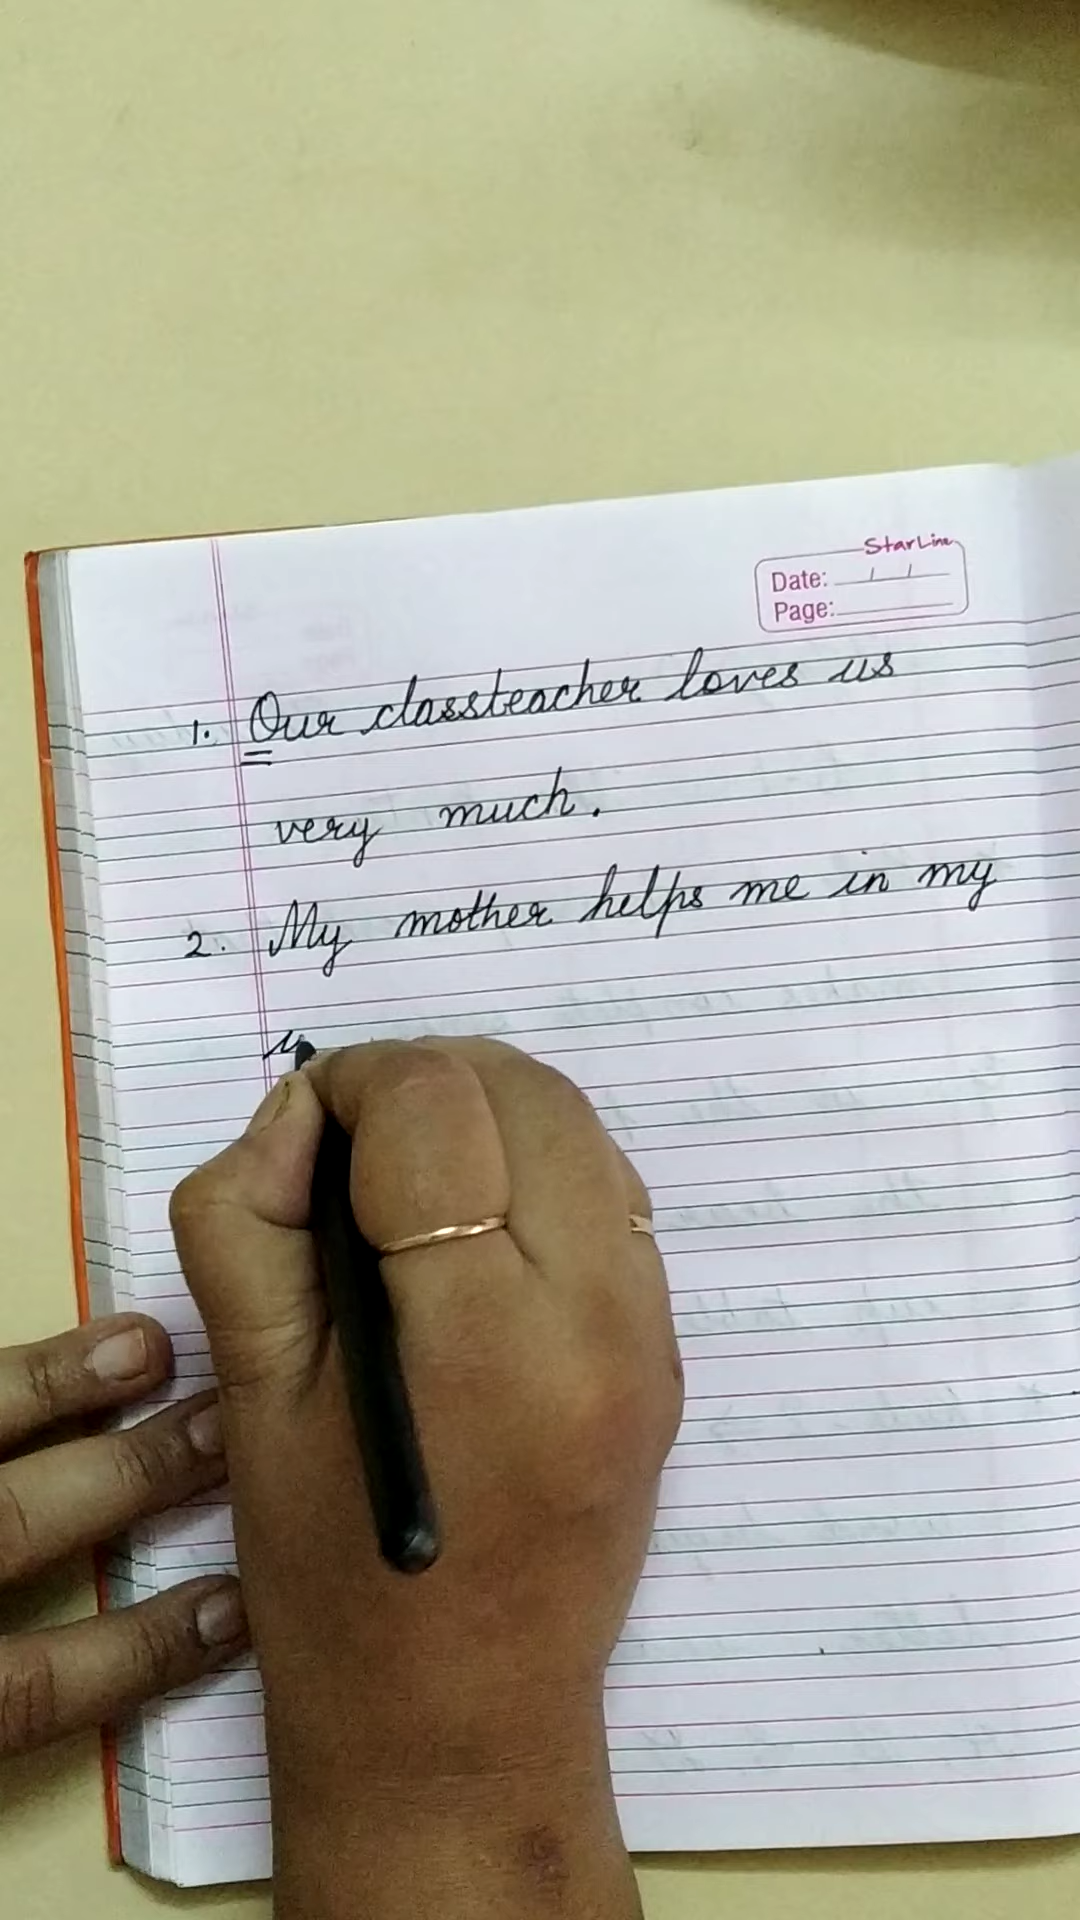 StarLine
Date: / /
Page:
1. Our classteacher loves us
very much.
2. My mother helps me in my